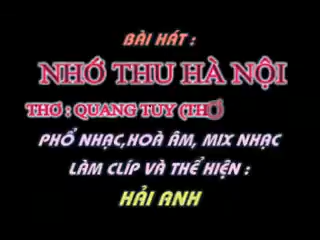 BÀI HÁT :
NHỚ THU HÀ NỘI
THƠ : QUANG TUY (THƠ
PHỔ NHẠC,HOÀ ÂM, MIX NHẠC
LÀM CLÍP VÀ THỂ HIỆN :
HẢI ANH